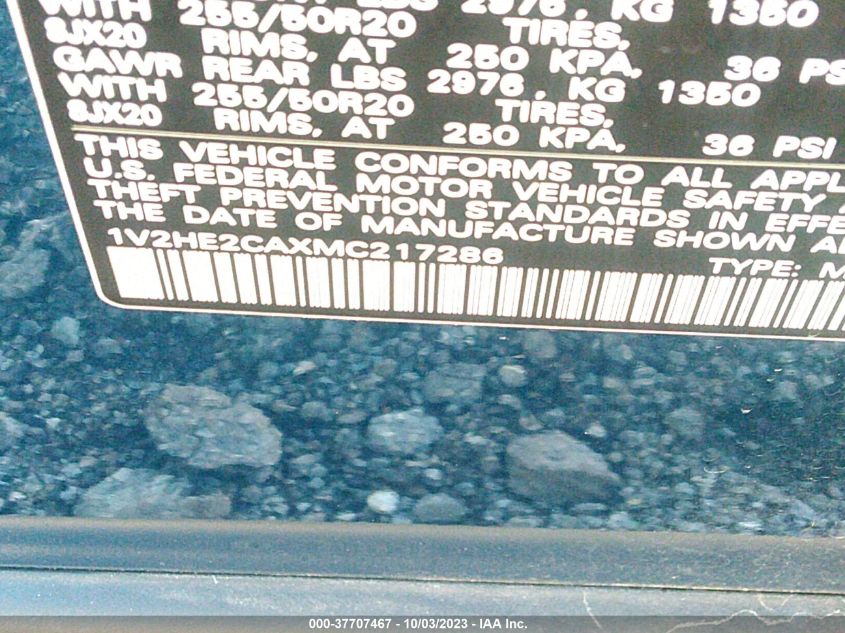 LBS 2976, KG 1350
WITH 255/50R20 TIRES,
8JX20 RIMS, AT 250 KPA, 36 PSI
GAWR REAR LBS 2976, KG 1350
WITH 255/50R20 TIRES,
8JX20 RIMS, AT 250 KPA, 36 PSI
THIS VEHICLE CONFORMS TO ALL APPL
U.S. FEDERAL MOTOR VEHICLE SAFETY
THEFT PREVENTION STANDARDS IN EFFE
THE DATE OF MANUFACTURE SHOWN A
1V2HE2CAXMC217286 TYPE: M
000-37707467 - 10/03/2023 - IAA Inc.